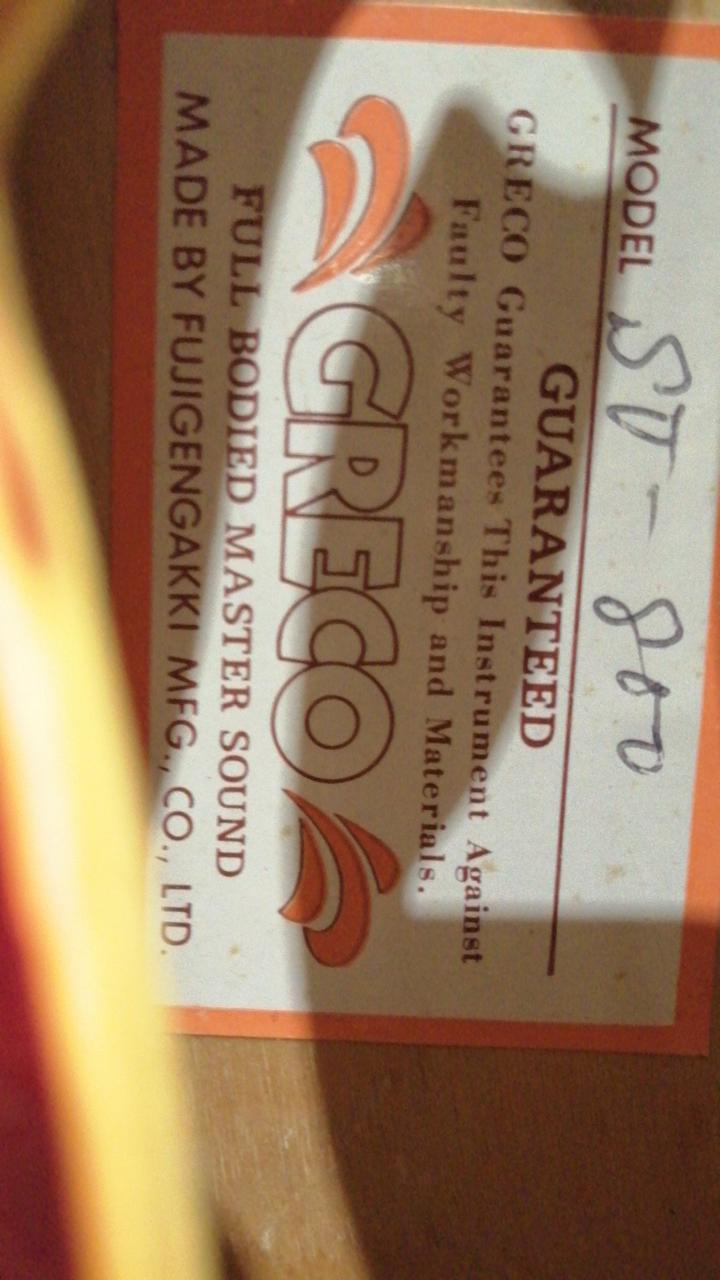 MODEL SV-800
GUARANTEED
GRECO Guarantees This Instrument Against
Faulty Workmanship and Materials.
GRECO
FULL BODIED MASTER SOUND
MADE BY FUJIGENGAKKI MFG., CO., LTD.